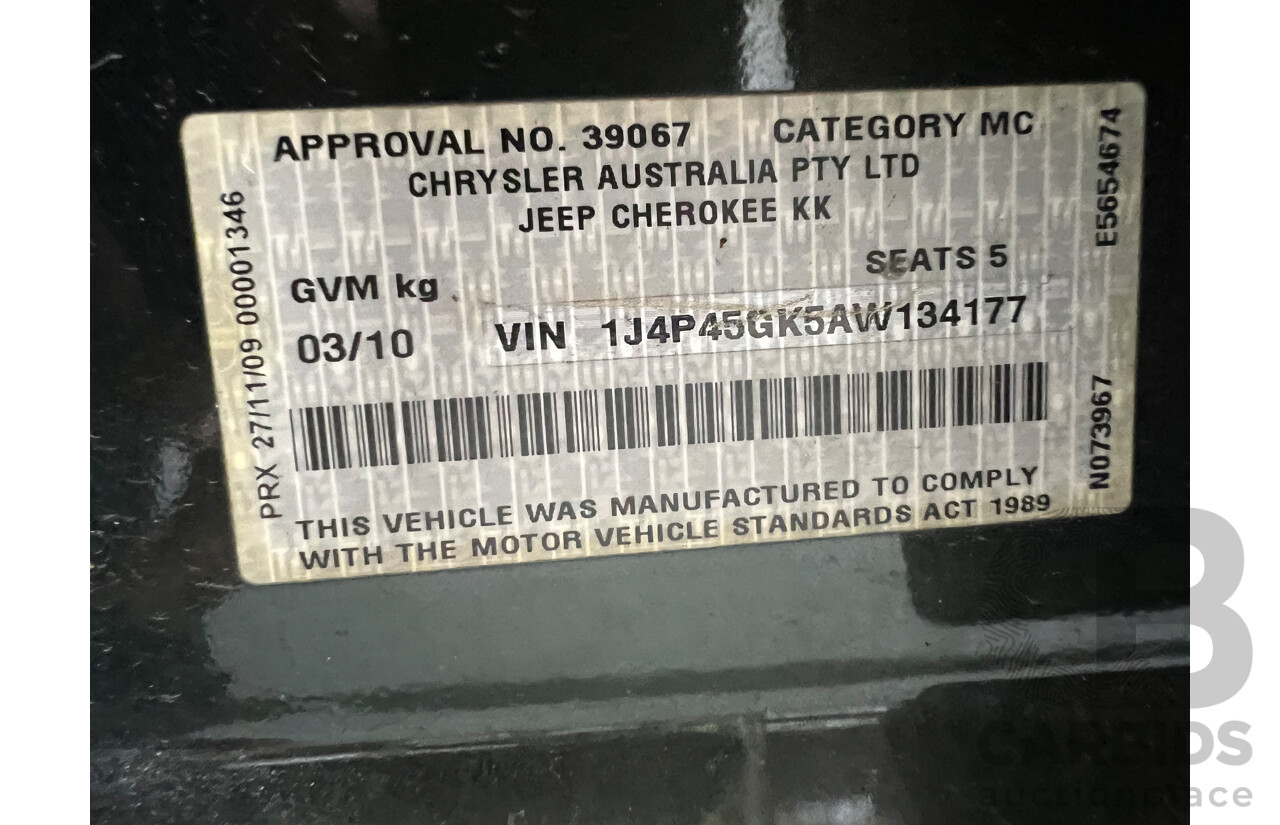 APPROVAL NO. 39067 CATEGORY MC
CHRYSLER AUSTRALIA PTY LTD
JEEP CHEROKEE KK
SEATS 5
GVM kg
03/10 VIN 1J4P45GK5AW134177
THIS VEHICLE WAS MANUFACTURED TO COMPLY
WITH THE MOTOR VEHICLE STANDARDS ACT 1989
PRX 27/11/09 00001346
E5654674
N073967
B
CARBIDS
auctionplace